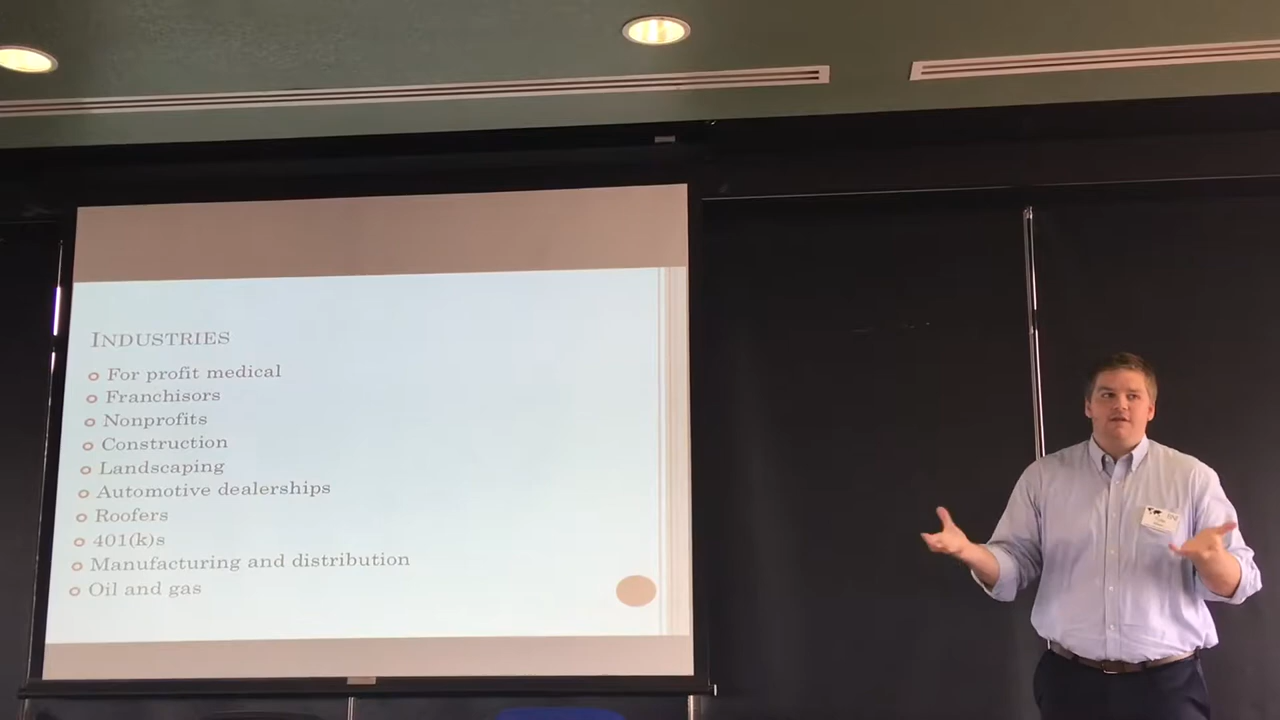 INDUSTRIES
For profit medical
Franchisors
Nonprofits
Construction
Landscaping
Automotive dealerships
Roofers
401(k)s
Manufacturing and distribution
Oil and gas